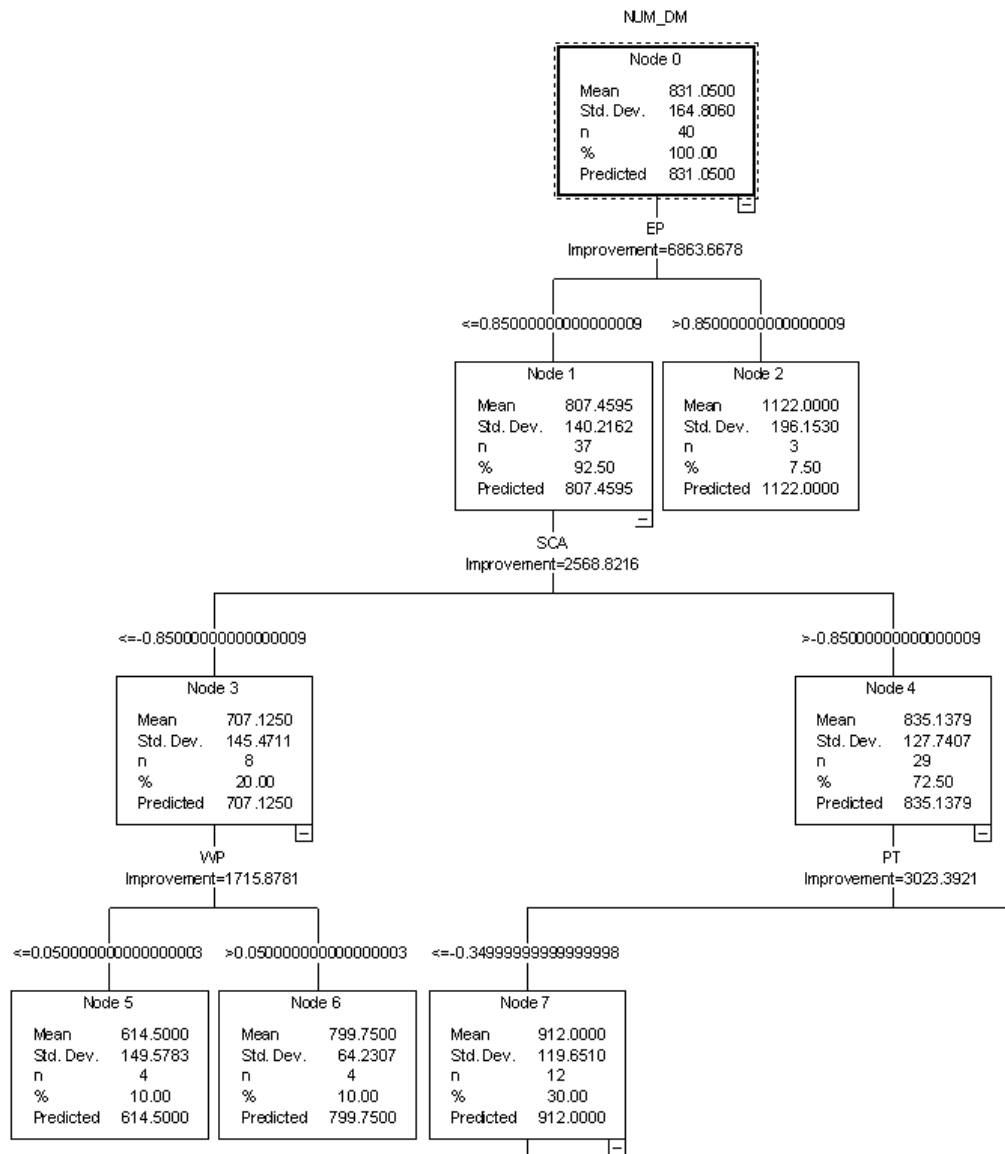 NUM_DM
Node 0
Mean 831.0500
Std. Dev. 164.8060
n 40
% 100.00
Predicted 831.0500
EP
Improvement=6863.6678
<=0.85000000000000009
>0.85000000000000009
Node 1
Mean 807.4595
Std. Dev. 140.2162
n 37
% 92.50
Predicted 807.4595
Node 2
Mean 1122.0000
Std. Dev. 196.1530
n 3
% 7.50
Predicted 1122.0000
SCA
Improvement=2568.8216
<=-0.85000000000000009
>-0.85000000000000009
Node 3
Mean 707.1250
Std. Dev. 145.4711
n 8
% 20.00
Predicted 707.1250
Node 4
Mean 835.1379
Std. Dev. 127.7407
n 29
% 72.50
Predicted 835.1379
WP
Improvement=1715.8781
PT
Improvement=3023.3921
<=0.050000000000000003
>0.050000000000000003
<=-0.34999999999999998
Node 5
Mean 614.5000
Std. Dev. 149.5783
n 4
% 10.00
Predicted 614.5000
Node 6
Mean 799.7500
Std. Dev. 64.2307
n 4
% 10.00
Predicted 799.7500
Node 7
Mean 912.0000
Std. Dev. 119.6510
n 12
% 30.00
Predicted 912.0000